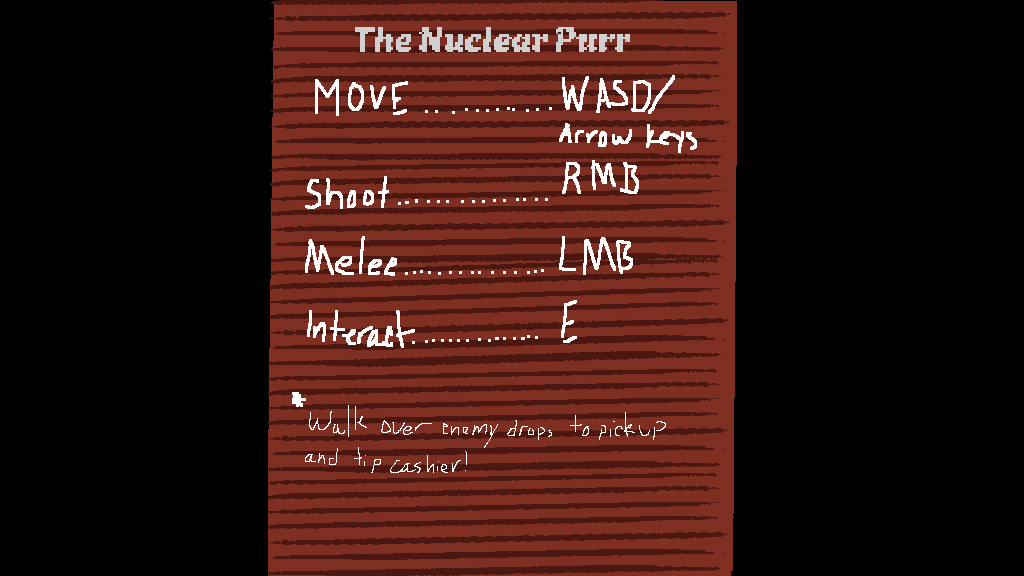 The Nuclear Purr
MOVE .............. WASD/
Arrow keys
Shoot ............... RMB
Melee ............... LMB
Interact ............. E
* Walk over enemy drops to pickup
and tip cashier!